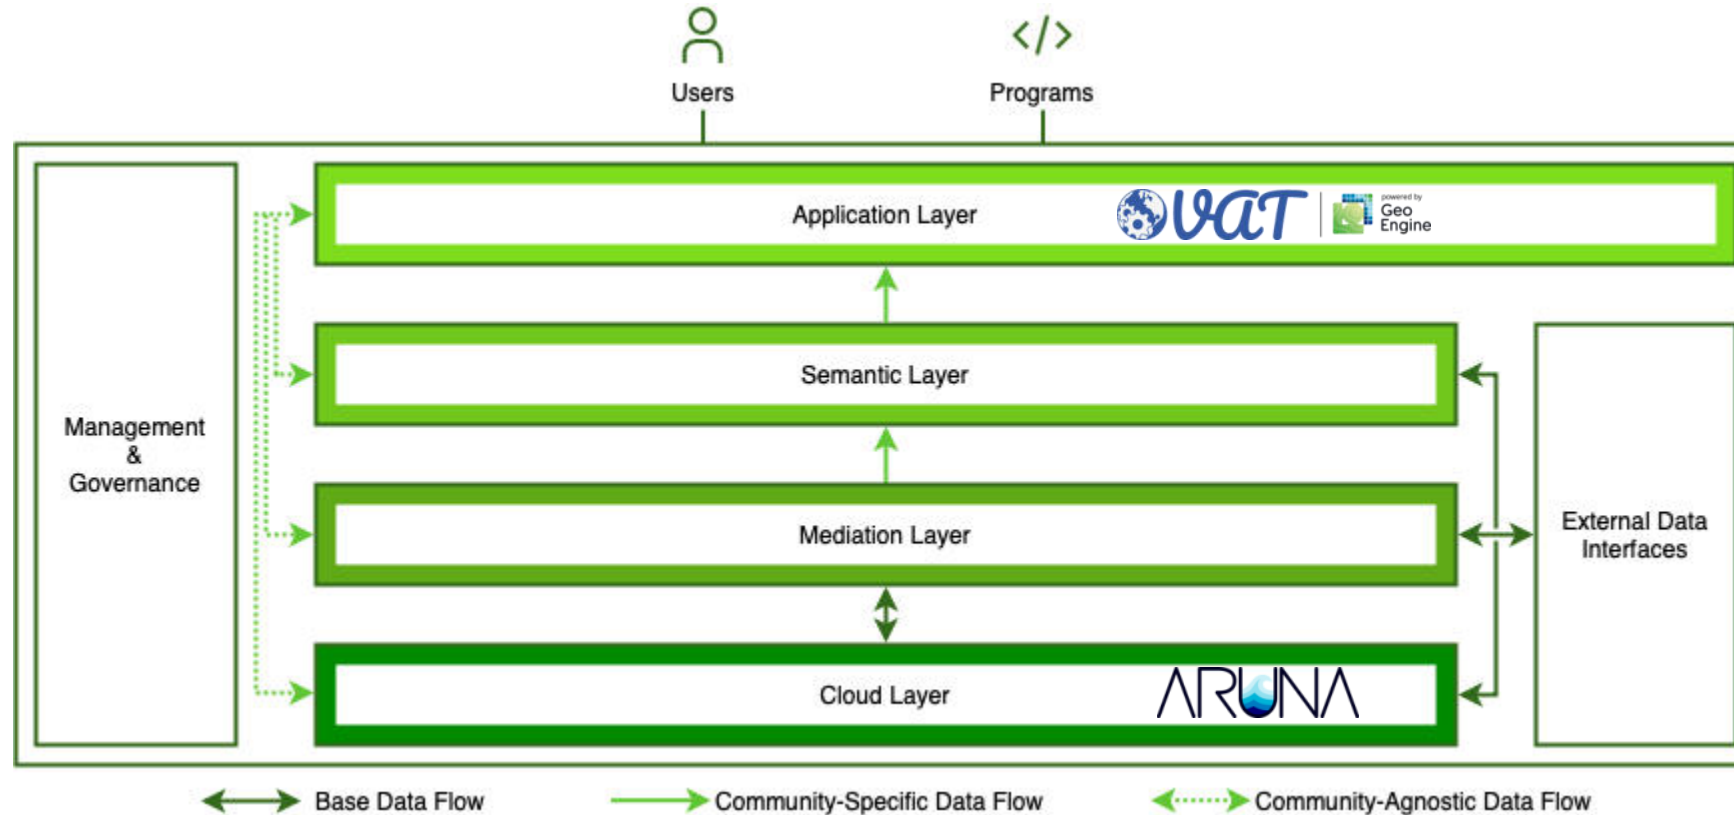 Users
Programs
Application Layer
VAT
powered by
Geo
Engine
Semantic Layer
Management
&
Governance
Mediation Layer
External Data
Interfaces
Cloud Layer
ARUNA
Base Data Flow
Community-Specific Data Flow
Community-Agnostic Data Flow